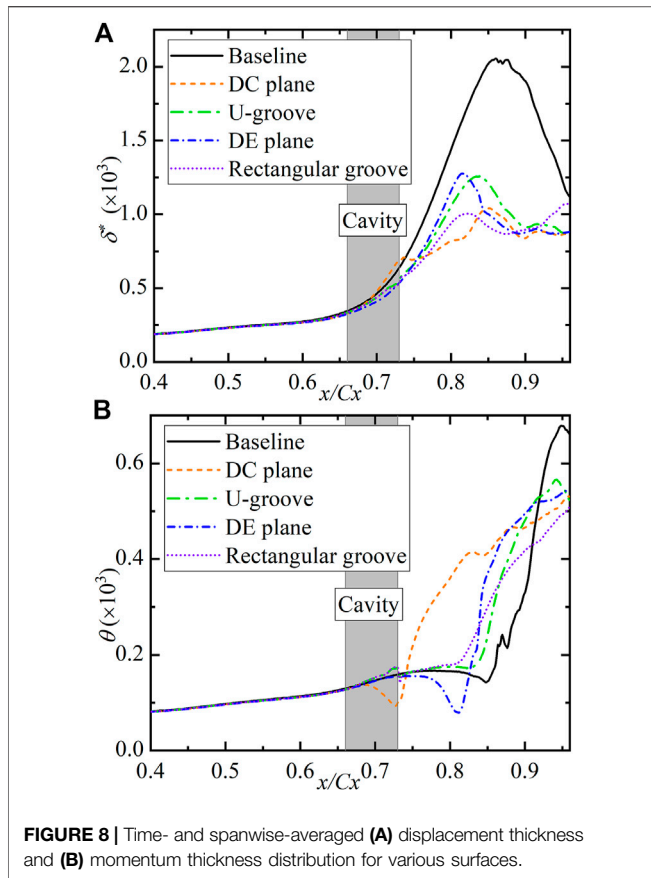 A
Baseline
DC plane
U-groove
DE plane
Rectangular groove
Cavity
δ* (×10³)
2.0
1.5
1.0
0.5
0.0
0.4 0.5 0.6 0.7 0.8 0.9
x/Cx
B
Baseline
DC plane
U-groove
DE plane
Rectangular groove
Cavity
θ (×10³)
0.6
0.4
0.2
0.0
0.4 0.5 0.6 0.7 0.8 0.9
x/Cx
FIGURE 8 | Time- and spanwise-averaged (A) displacement thickness
and (B) momentum thickness distribution for various surfaces.